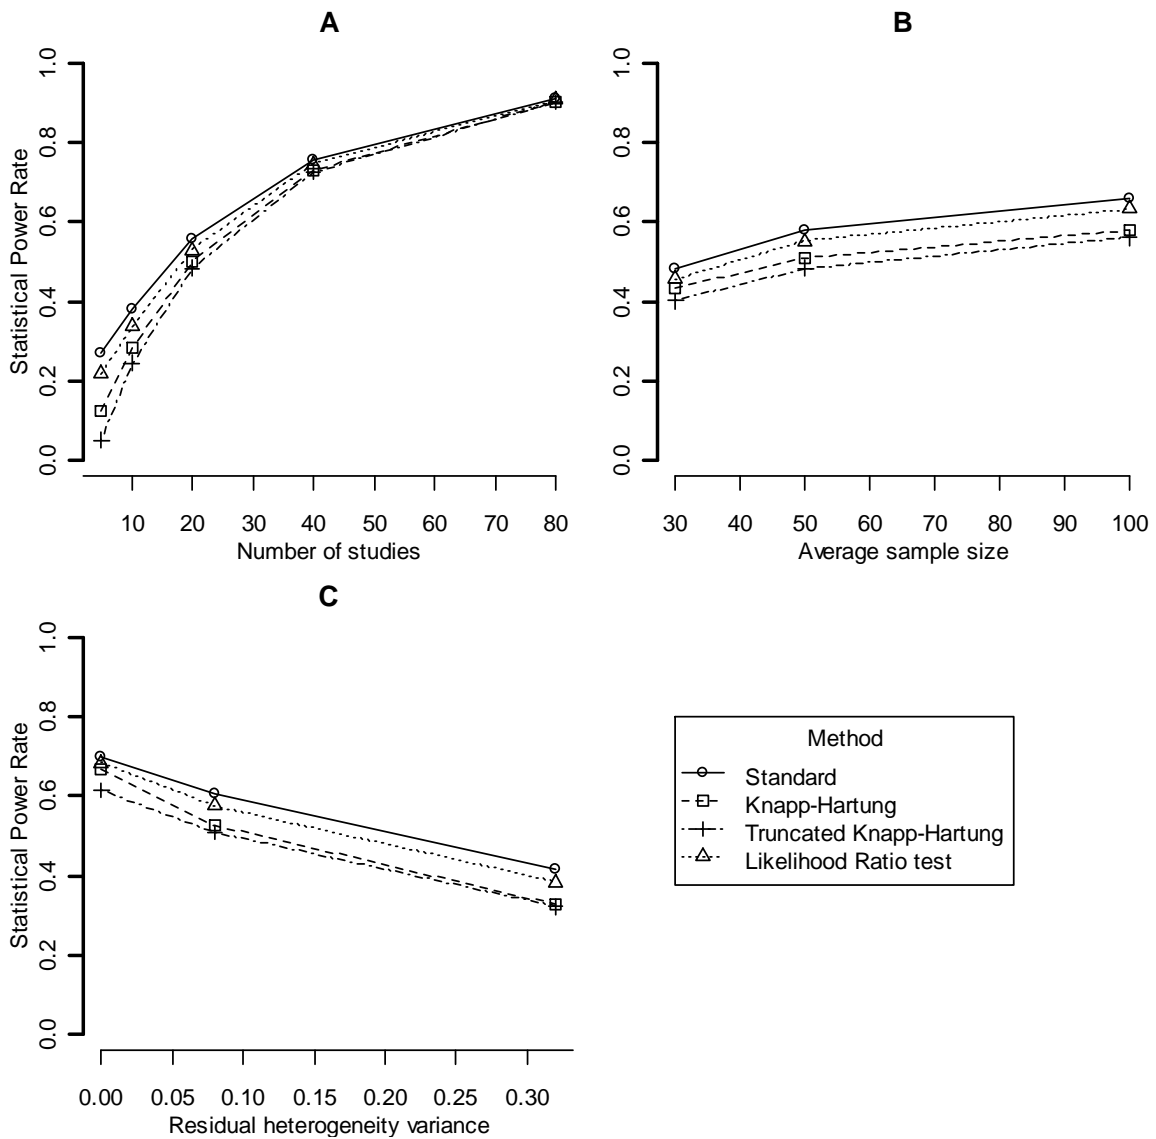 A
Statistical Power Rate
0.0 0.2 0.4 0.6 0.8 1.0
10 20 30 40 50 60 70 80
Number of studies
B
Statistical Power Rate
0.0 0.2 0.4 0.6 0.8 1.0
30 40 50 60 70 80 90 100
Average sample size
C
Statistical Power Rate
0.0 0.2 0.4 0.6 0.8 1.0
0.00 0.05 0.10 0.15 0.20 0.25 0.30
Residual heterogeneity variance
Method
Standard
Knapp-Hartung
Truncated Knapp-Hartung
Likelihood Ratio test